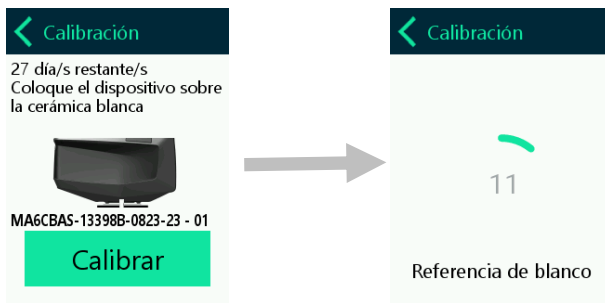 Calibración
27 día/s restante/s
Coloque el dispositivo sobre
la cerámica blanca
MA6CBAS-13398B-0823-23 - 01
Calibrar
Calibración
11
Referencia de blanco